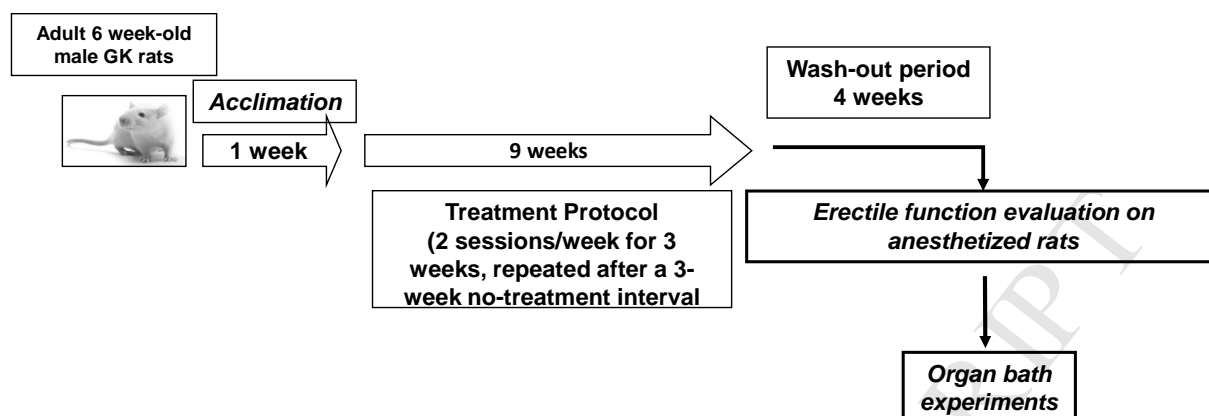 Adult 6 week-old
male GK rats
Acclimation
1 week
9 weeks
Treatment Protocol
(2 sessions/week for 3
weeks, repeated after a 3-
week no-treatment interval
Wash-out period
4 weeks
Erectile function evaluation on
anesthetized rats
Organ bath
experiments
R IPT